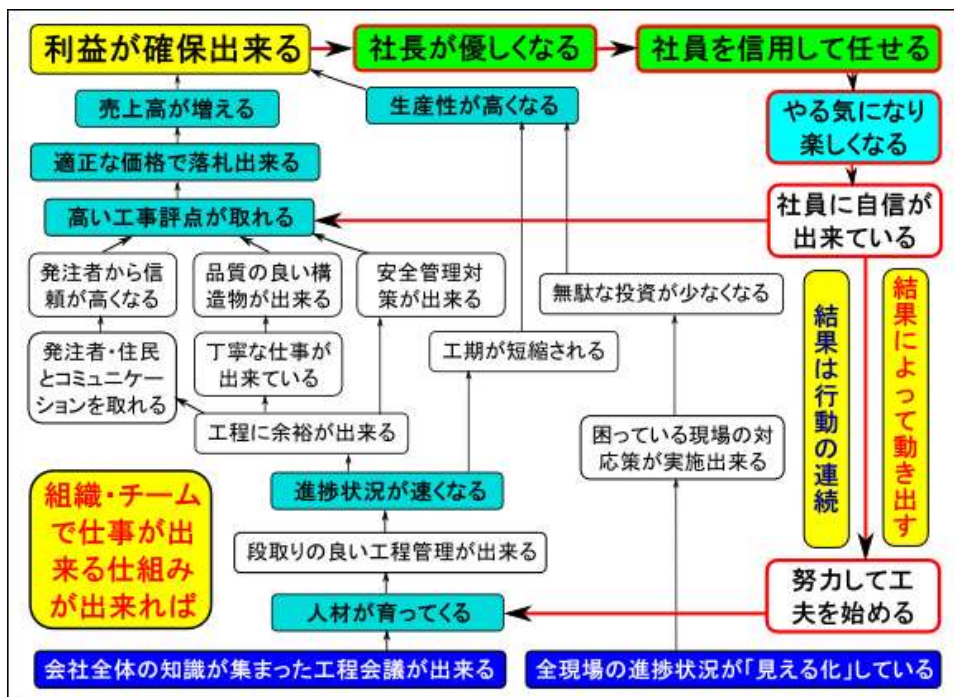 利益が確保出来る
社長が優しくなる
社員を信用して任せる
売上高が増える
生産性が高くなる
やる気になり
楽しくなる
適正な価格で落札出来る
高い工事評点が取れる
社員に自信が
出来ている
発注者から信
頼が高くなる
品質の良い構
造物が出来る
安全管理対
策が出来る
無駄な投資が少なくなる
発注者・住民
とコミュニケー
ションを取れる
丁寧な仕事が
出来ている
工期が短縮される
結果は行動の連続
結果によって動き出す
工程に余裕が出来る
困っている現場の対
応策が実施出来る
組織・チーム
で仕事が出
来る仕組み
が出来れば
進捗状況が速くなる
段取りの良い工程管理が出来る
努力して工
夫を始める
人材が育ってくる
会社全体の知識が集まった工程会議が出来る
全現場の進捗状況が「見える化」している